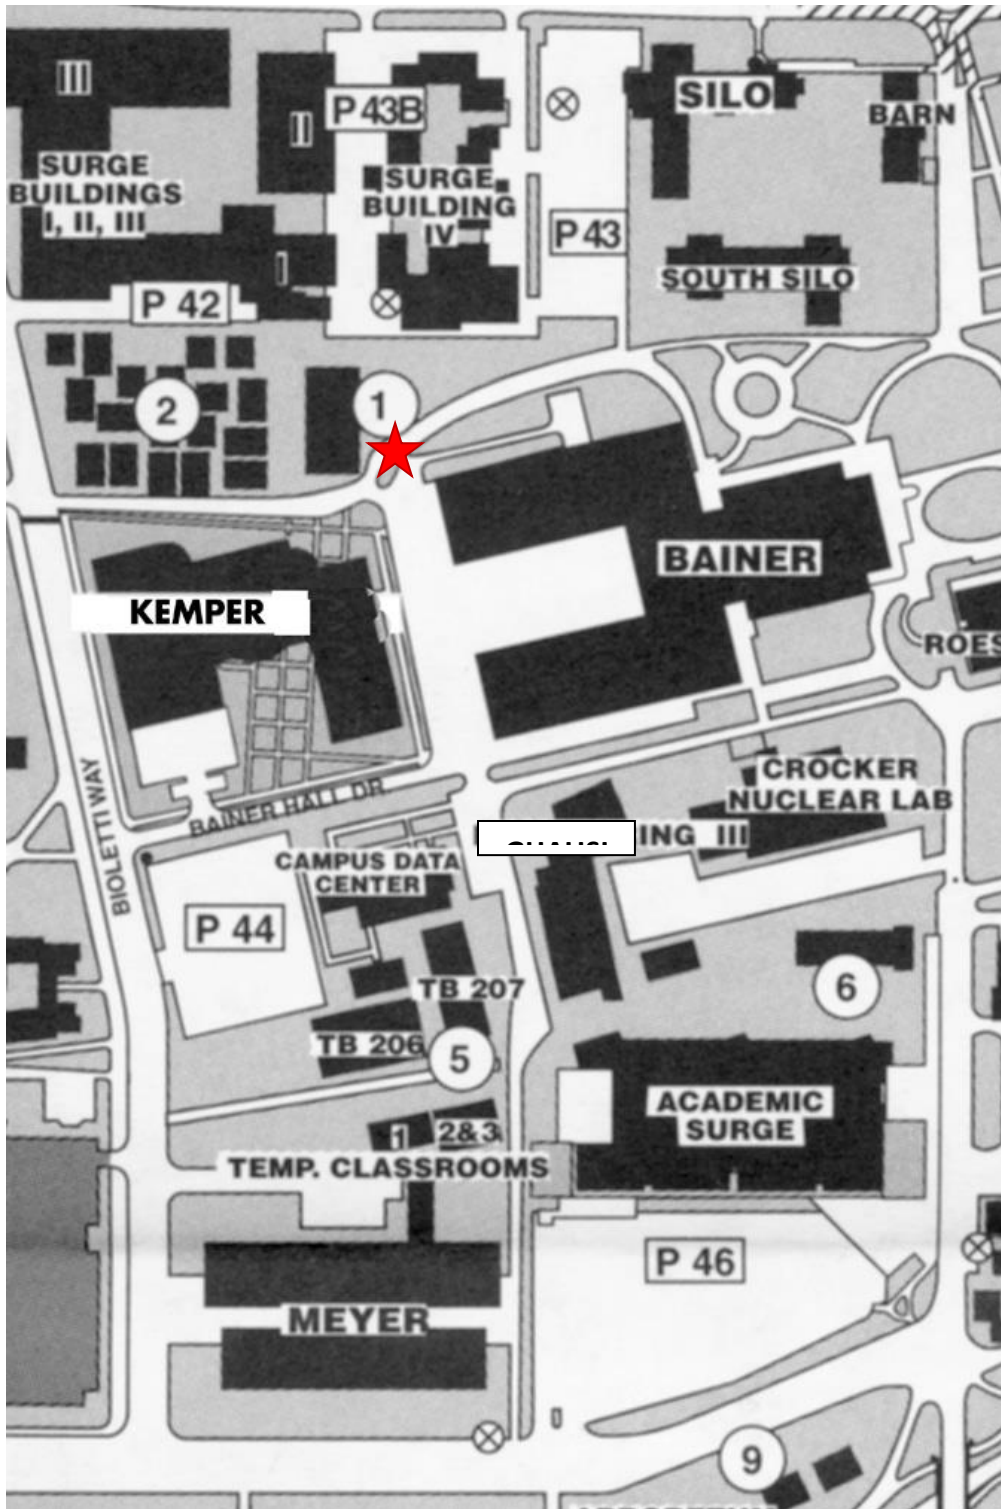 III
II
P 43B
SILO
BARN
SURGE
BUILDINGS
I, II, III
SURGE
BUILDING
IV
P 43
I
SOUTH SILO
P 42
2
1
BAINER
KEMPER
ROES
CROCKER
NUCLEAR LAB
BAINER HALL DR.
BIOLETTI WAY
ING III
CAMPUS DATA
CENTER
P 44
TB 207
6
TB 206
5
ACADEMIC
SURGE
1
2&3
TEMP. CLASSROOMS
P 46
MEYER
9